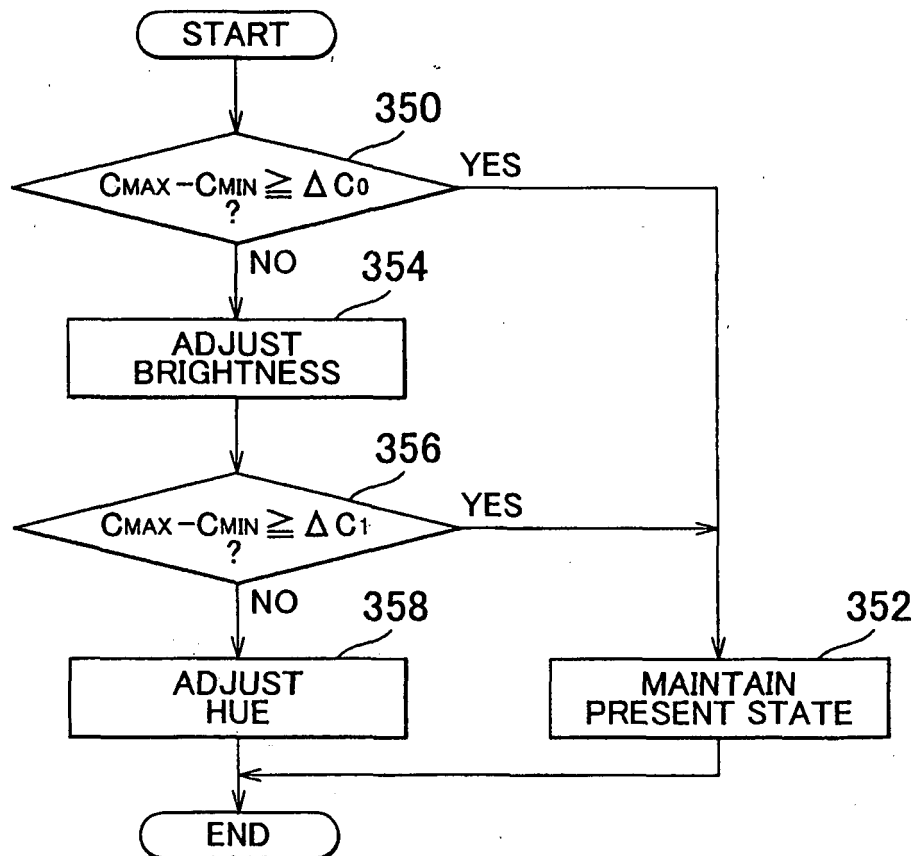 START
350
CMAX-CMIN ≧ ΔC0
?
YES
NO
354
ADJUST
BRIGHTNESS
356
CMAX-CMIN ≧ ΔC1
?
YES
NO
358
ADJUST
HUE
352
MAINTAIN
PRESENT STATE
END